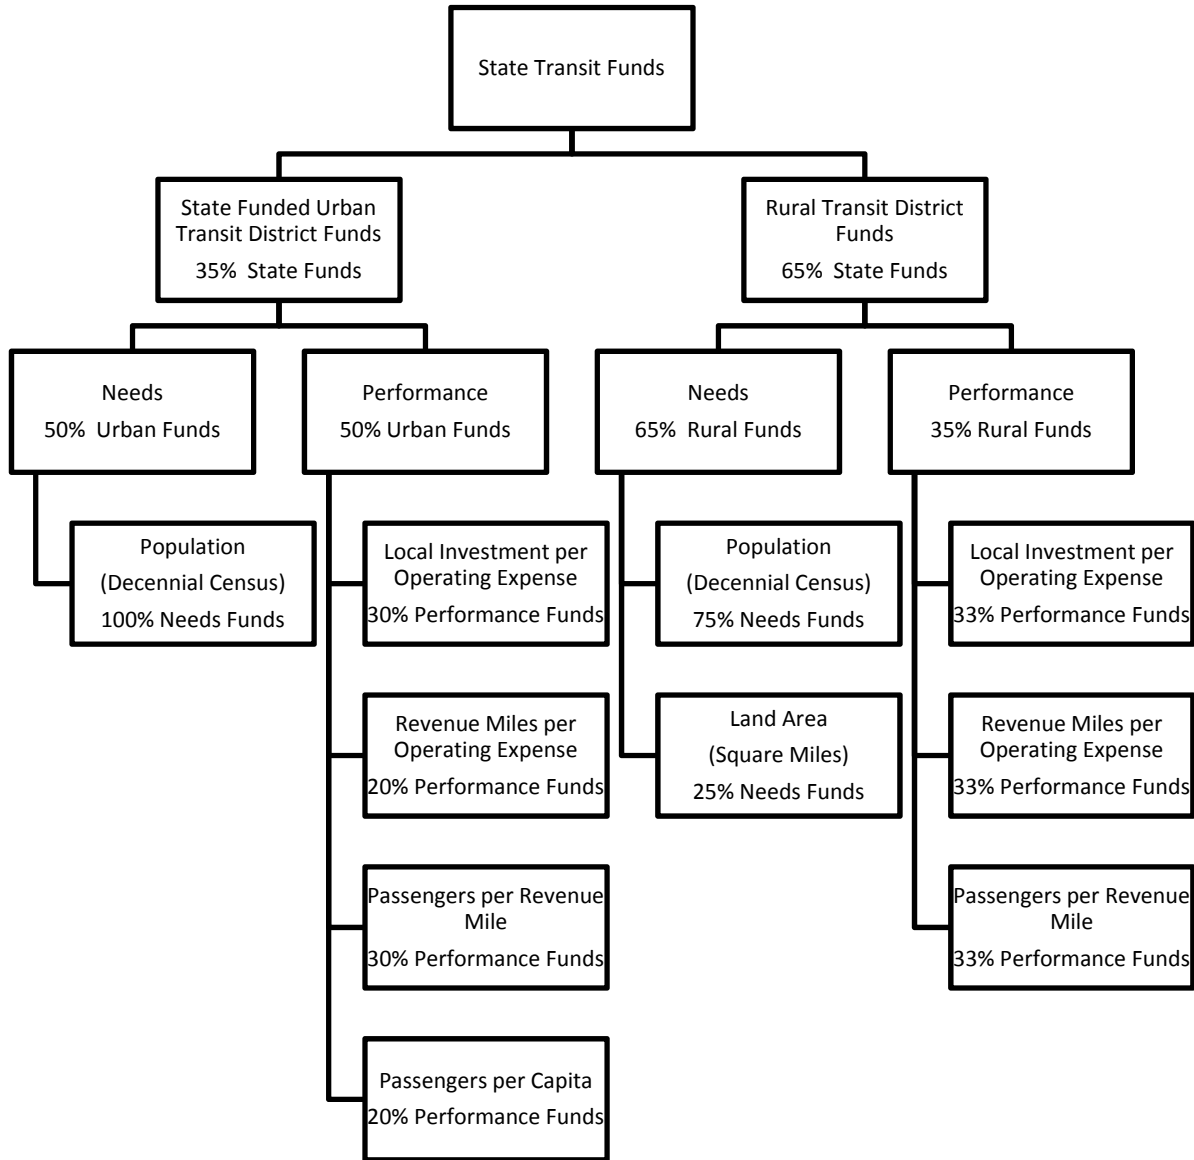 State Transit Funds
State Funded Urban
Transit District Funds
35% State Funds
Rural Transit District
Funds
65% State Funds
Needs
50% Urban Funds
Performance
50% Urban Funds
Needs
65% Rural Funds
Performance
35% Rural Funds
Population
(Decennial Census)
100% Needs Funds
Local Investment per
Operating Expense
30% Performance Funds
Population
(Decennial Census)
75% Needs Funds
Local Investment per
Operating Expense
33% Performance Funds
Revenue Miles per
Operating Expense
20% Performance Funds
Land Area
(Square Miles)
25% Needs Funds
Revenue Miles per
Operating Expense
33% Performance Funds
Passengers per Revenue
Mile
30% Performance Funds
Passengers per Revenue
Mile
33% Performance Funds
Passengers per Capita
20% Performance Funds